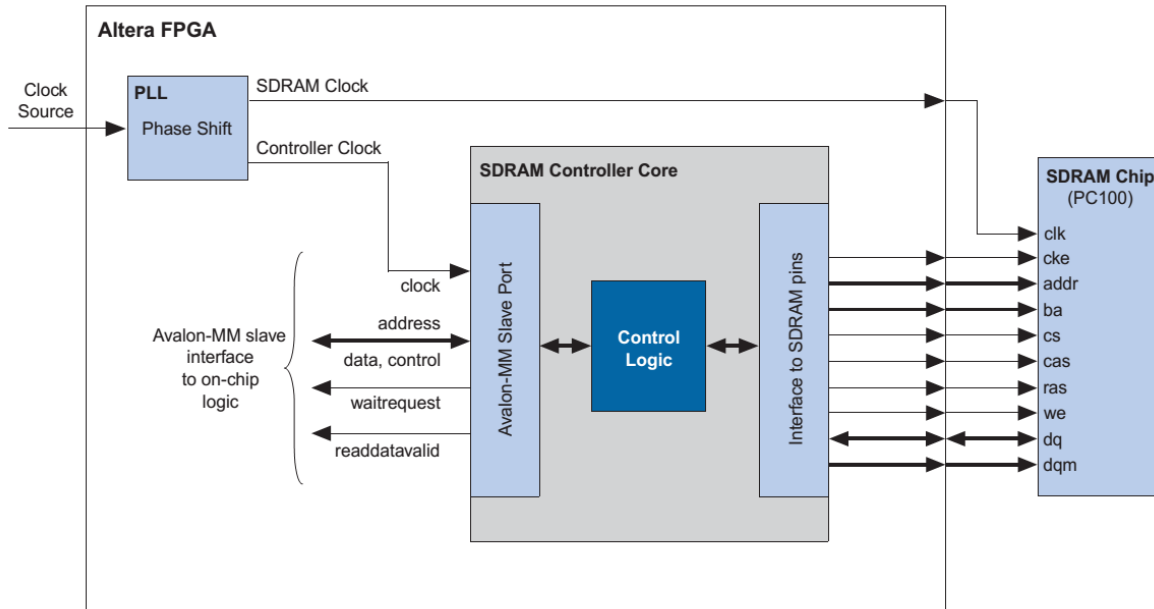 Altera FPGA
Clock
Source
PLL
Phase Shift
SDRAM Clock
Controller Clock
SDRAM Controller Core
SDRAM Chip
(PC100)
Avalon-MM slave
interface
to on-chip
logic
clock
address
data, control
waitrequest
readdatavalid
Avalon-MM Slave Port
Control
Logic
Interface to SDRAM pins
clk
cke
addr
ba
cs
cas
ras
we
dq
dqm